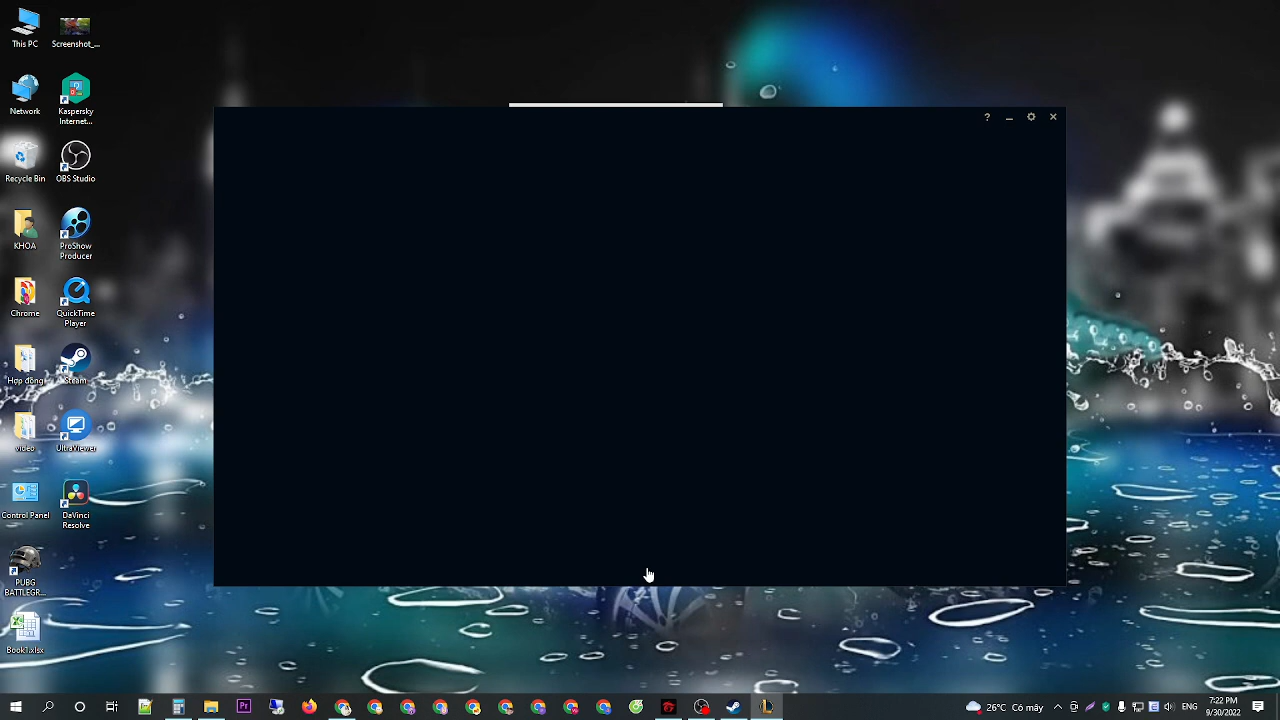 This PC
Screenshot_...
Network
Kaspersky
Internet...
Recycle Bin
OBS Studio
KHOA
ProShow
Producer
Chrome
QuickTime
Player
Hợp đồng
Steam
video
UltraViewer
Control Panel
DaVinci
Resolve
PUBG
BATTLEGR...
Book1.xlsx
?
Pr
26°C Có mây
7:22 PM
9/30/2022